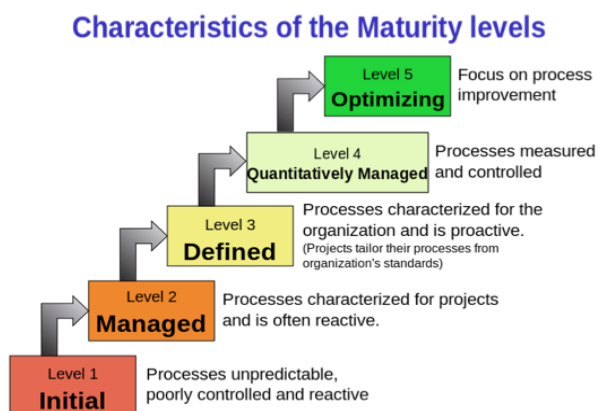 Characteristics of the Maturity levels
Level 5
Optimizing
Focus on process
improvement
Level 4
Quantitatively Managed
Processes measured
and controlled
Level 3
Defined
Processes characterized for the
organization and is proactive.
(Projects tailor their processes from
organization's standards)
Level 2
Managed
Processes characterized for projects
and is often reactive.
Level 1
Initial
Processes unpredictable,
poorly controlled and reactive